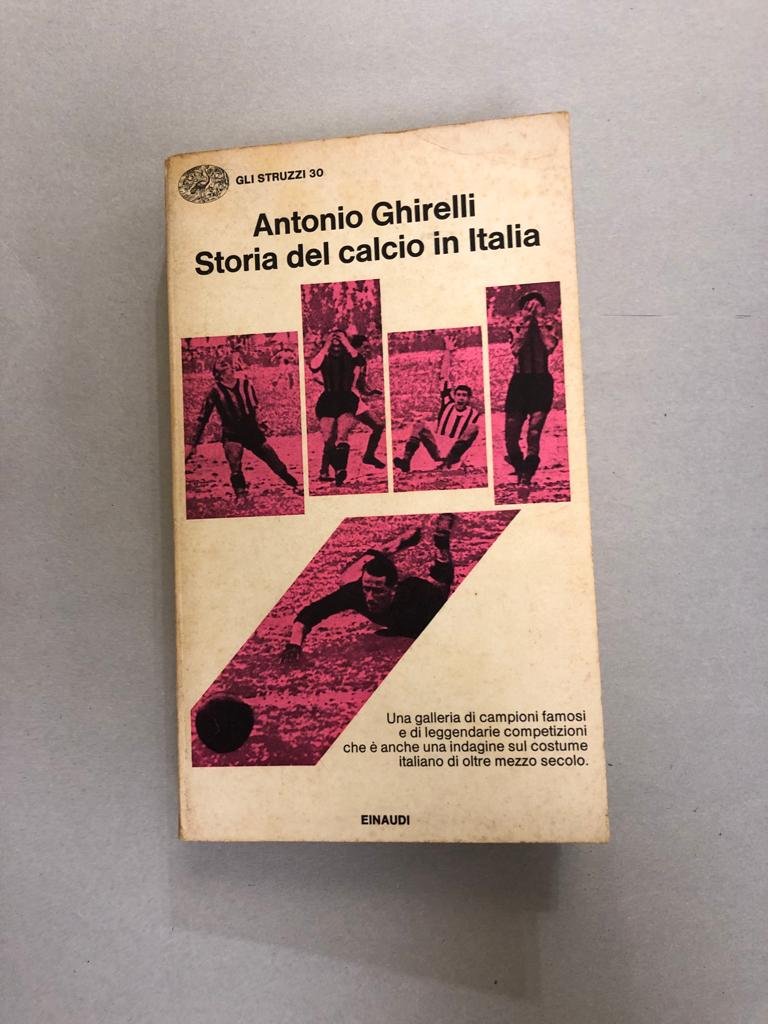 GLI STRUZZI 30
Antonio Ghirelli
Storia del calcio in Italia
Una galleria di campioni famosi
e di leggendarie competizioni
che è anche una indagine sul costume
italiano di oltre mezzo secolo.
EINAUDI